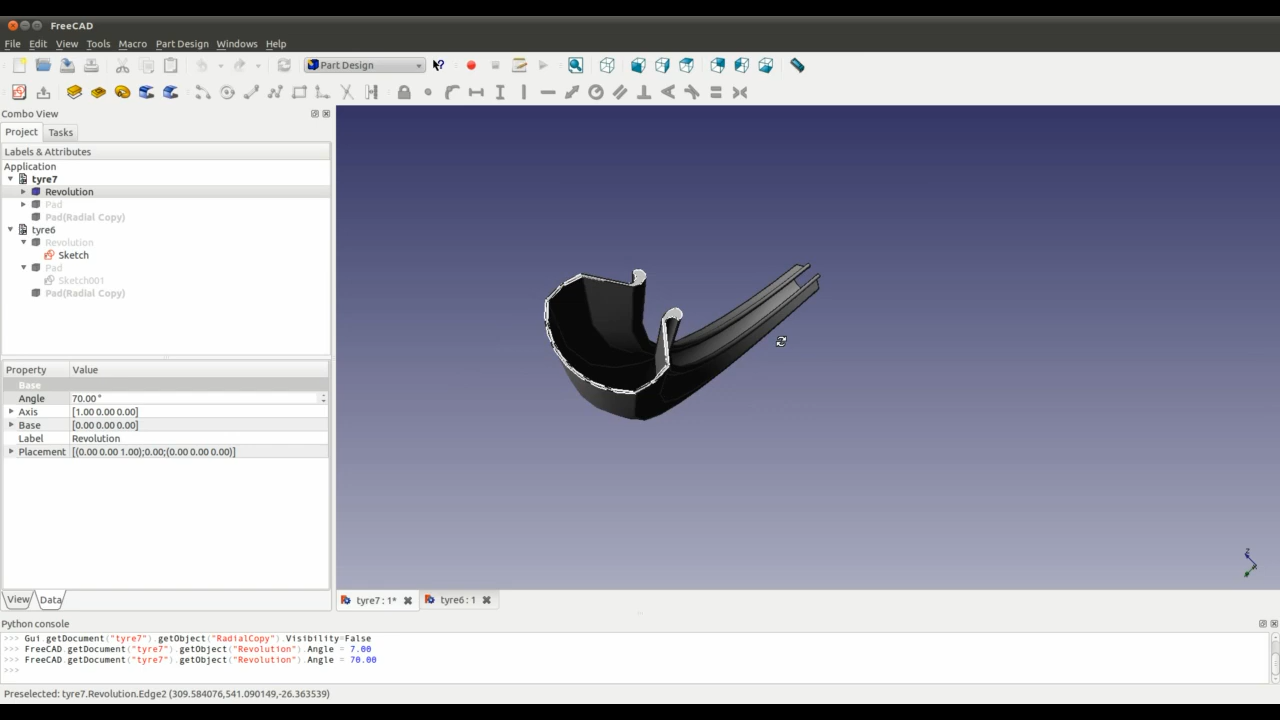 FreeCAD
File Edit View Tools Macro Part Design Windows Help
Part Design
Combo View
Project Tasks
Labels & Attributes
Application
tyre7
Revolution
Pad
Pad(Radial Copy)
tyre6
Revolution
Sketch
Pad
Sketch001
Pad(Radial Copy)
Property Value
Base
Angle 70.00 °
Axis [1.00 0.00 0.00]
Base [0.00 0.00 0.00]
Label Revolution
Placement [(0.00 0.00 1.00);0.00;(0.00 0.00 0.00)]
View Data
tyre7 : 1* tyre6 : 1
Python console
>>> Gui.getDocument("tyre7").getObject("RadialCopy").Visibility=False
>>> FreeCAD.getDocument("tyre7").getObject("Revolution").Angle = 7.00
>>> FreeCAD.getDocument("tyre7").getObject("Revolution").Angle = 70.00
>>>
Preselected: tyre7.Revolution.Edge2 (309.584076,541.090149,-26.363539)